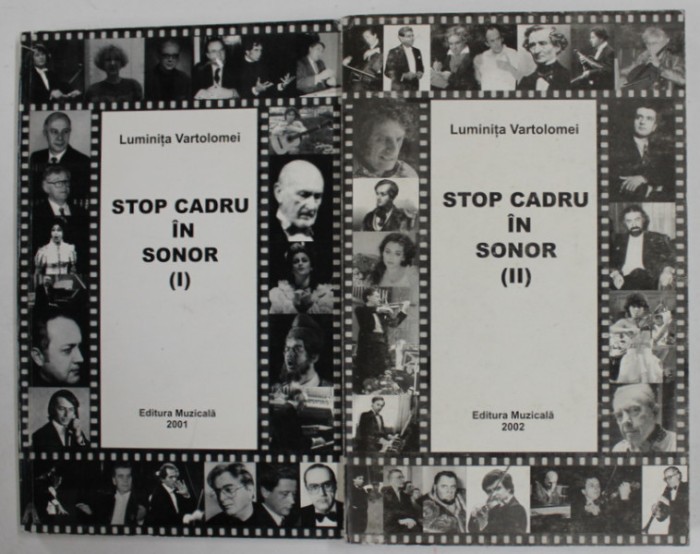 Luminița Vartolomei
STOP CADRU
ÎN
SONOR
(I)
Editura Muzicală
2001
Luminița Vartolomei
STOP CADRU
ÎN
SONOR
(II)
Editura Muzicală
2002